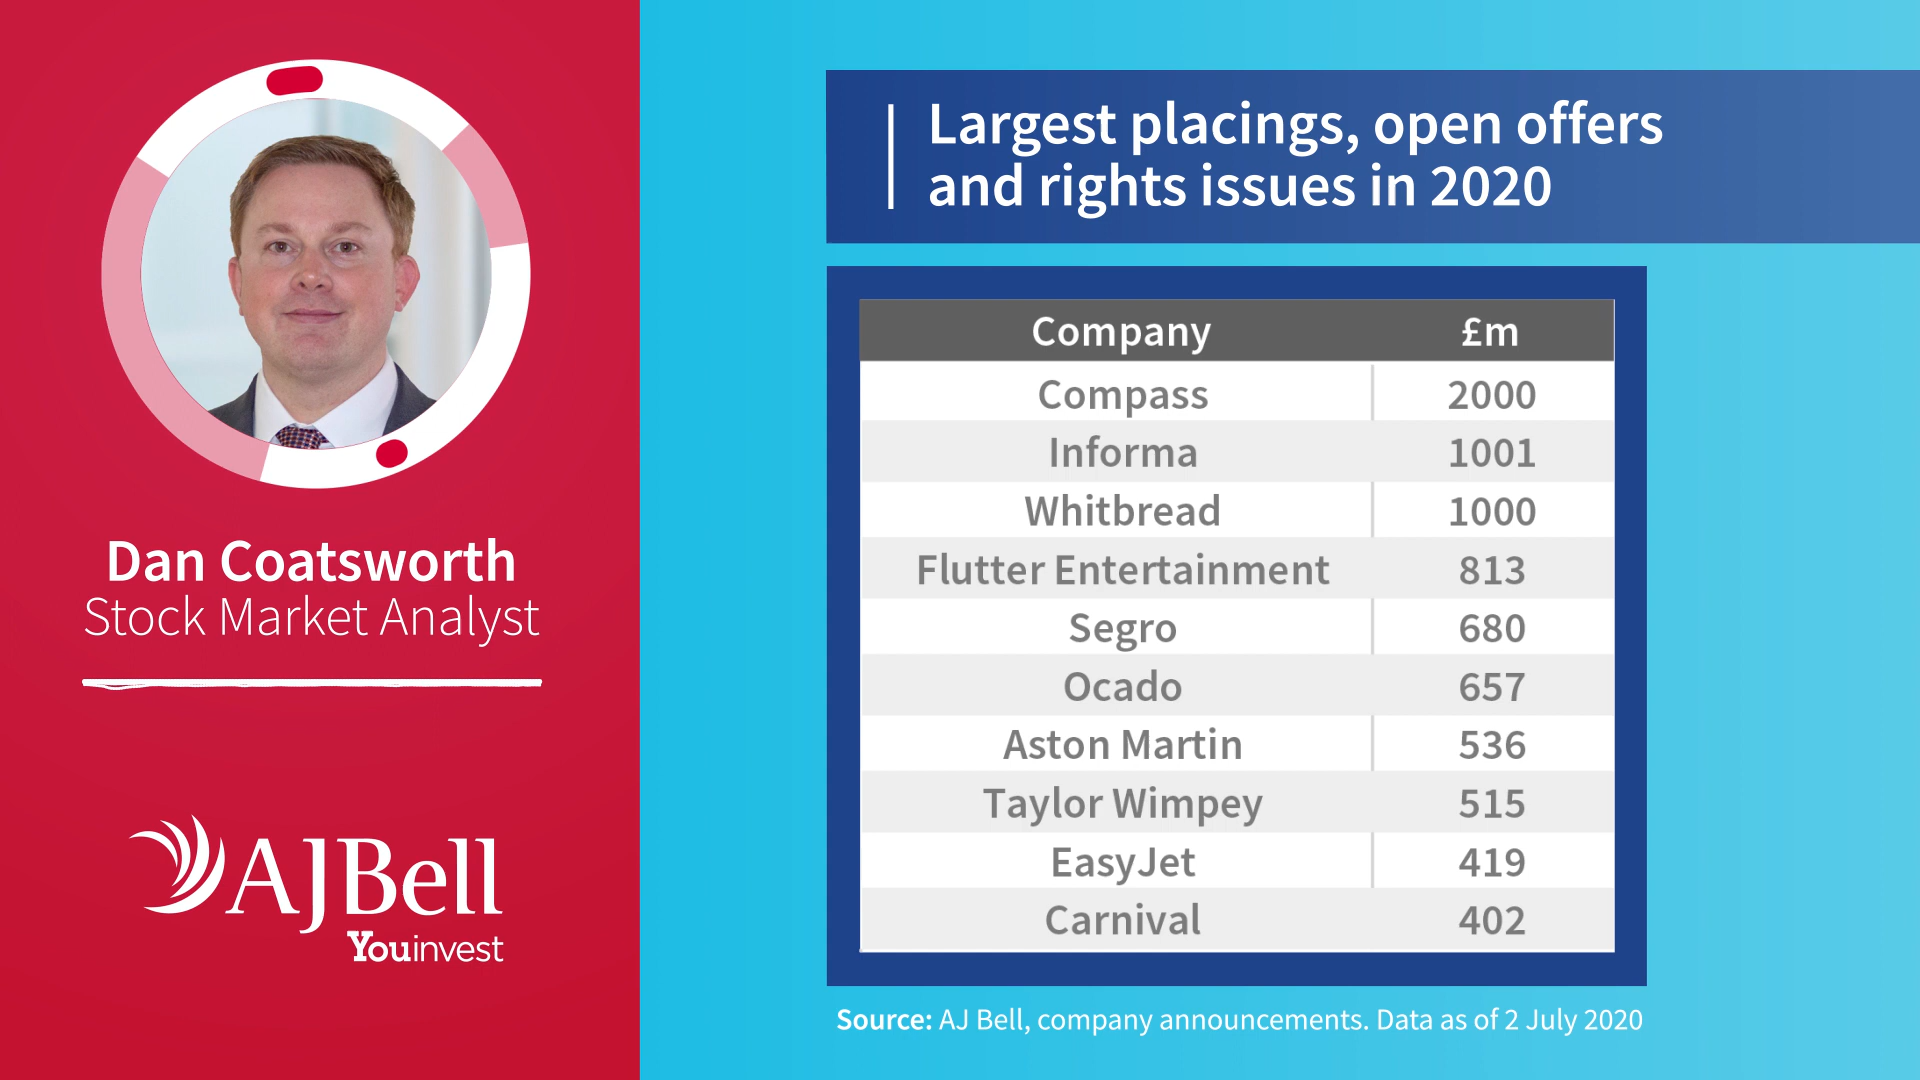 Dan Coatsworth
Stock Market Analyst
AJBell
Youinvest
Largest placings, open offers
and rights issues in 2020
Company £m
Compass 2000
Informa 1001
Whitbread 1000
Flutter Entertainment 813
Segro 680
Ocado 657
Aston Martin 536
Taylor Wimpey 515
EasyJet 419
Carnival 402
Source: AJ Bell, company announcements. Data as of 2 July 2020